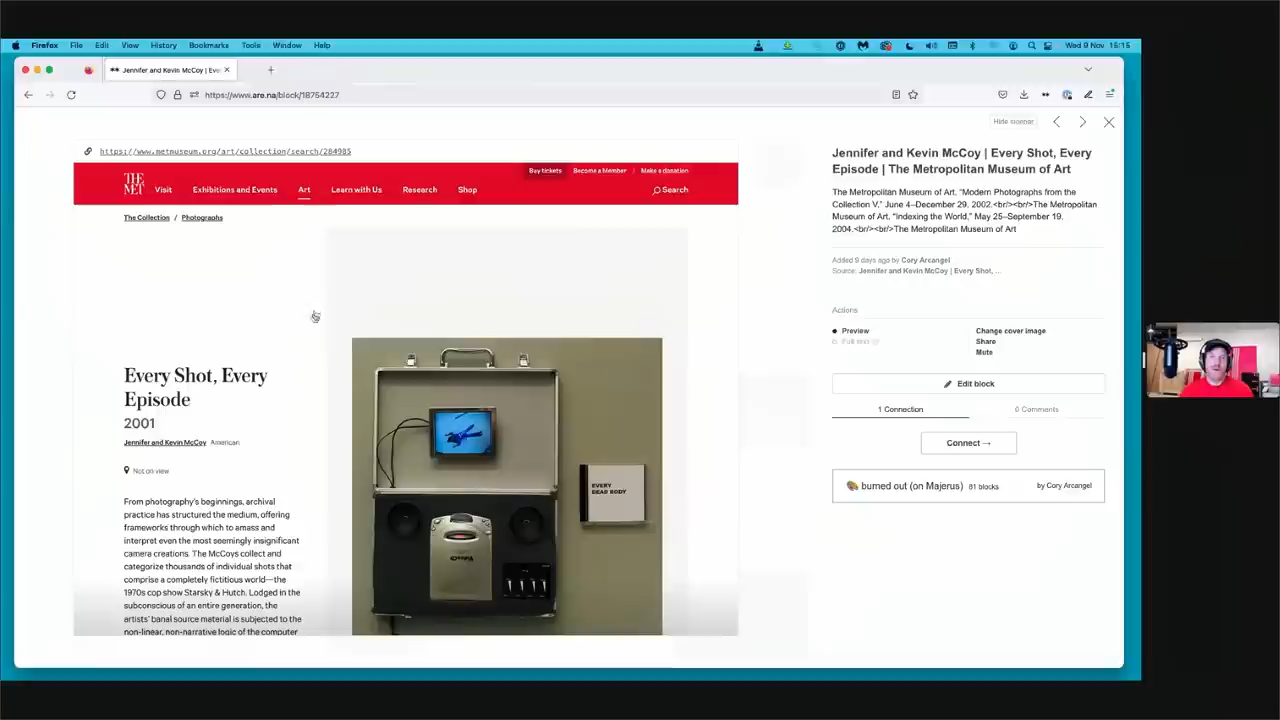 Firefox File Edit View History Bookmarks Tools Window Help
Wed 9 Nov 15:15
Jennifer and Kevin McCoy | Eve
https://www.are.na/block/18754227
Hide sidebar
https://www.metmuseum.org/art/collection/search/284985
Buy tickets Become a Member Make a donation
THE MET
Visit Exhibitions and Events Art Learn with Us Research Shop Search
The Collection / Photographs
Every Shot, Every
Episode
2001
Jennifer and Kevin McCoy American
Not on view
From photography's beginnings, archival
practice has structured the medium, offering
frameworks through which to amass and
interpret even the most seemingly insignificant
camera creations. The McCoys collect and
categorize thousands of individual shots that
comprise a completely fictitious world—the
1970s cop show Starsky & Hutch. Lodged in the
subconscious of an entire generation, the
artists' banal source material is subjected to the
non-linear, non-narrative logic of the computer
EVERY
DEAD BODY
Jennifer and Kevin McCoy | Every Shot, Every
Episode | The Metropolitan Museum of Art
The Metropolitan Museum of Art. "Modern Photographs from the
Collection V," June 4–December 29, 2002.<br/><br/>The Metropolitan
Museum of Art. "Indexing the World," May 25–September 19,
2004.<br/><br/>The Metropolitan Museum of Art
Added 9 days ago by Cory Arcangel
Source: Jennifer and Kevin McCoy | Every Shot, ...
Actions
Preview
Change cover image
Share
Mute
Edit block
1 Connection
0 Comments
Connect →
burned out (on Majerus) 81 blocks by Cory Arcangel